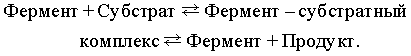 Фермент + Субстрат ⇄ Фермент – субстратный
комплекс ⇄ Фермент + Продукт.